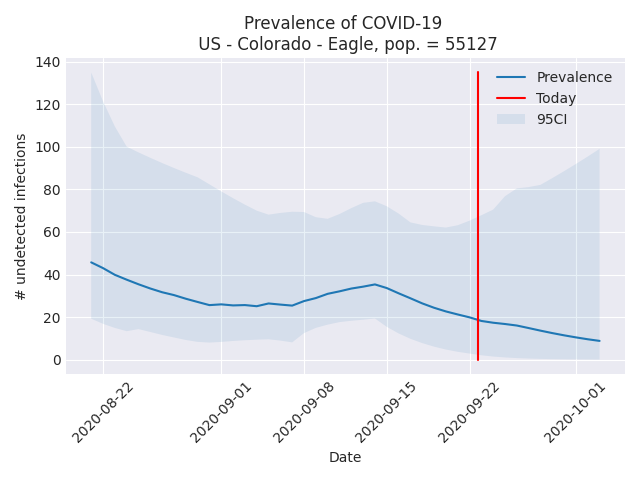 Prevalence of COVID-19
US - Colorado - Eagle, pop. = 55127
Prevalence
Today
95CI
# undetected infections
140
120
100
80
60
40
20
0
2020-08-22
2020-09-01
2020-09-08
2020-09-15
2020-09-22
2020-10-01
Date